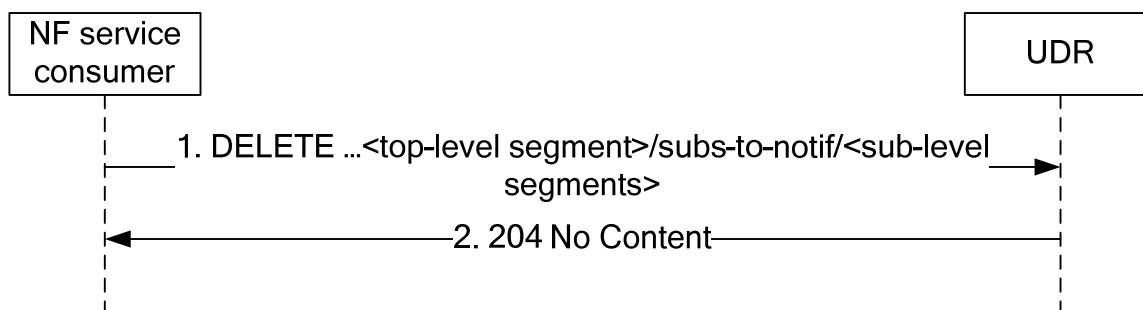 NF service
consumer
UDR
1. DELETE ...<top-level segment>/subs-to-notif/<sub-level
segments>
2. 204 No Content